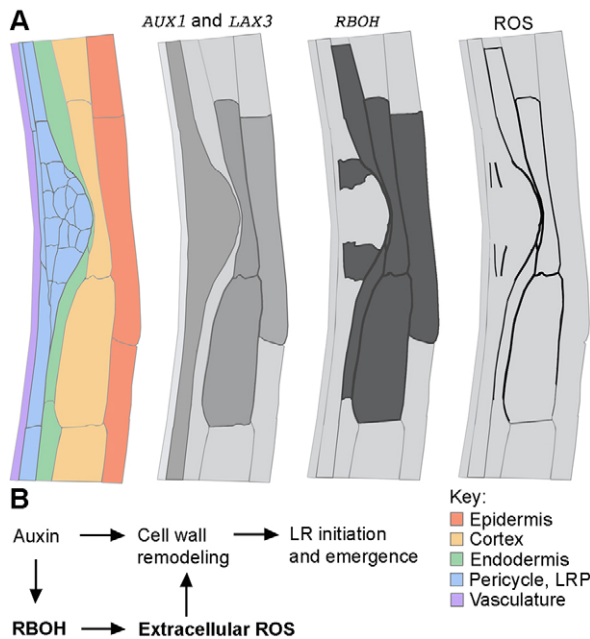 A
AUX1 and LAX3
RBOH
ROS
B
Auxin
Cell wall
remodeling
LR initiation
and emergence
RBOH
Extracellular ROS
Key:
Epidermis
Cortex
Endodermis
Pericycle, LRP
Vasculature